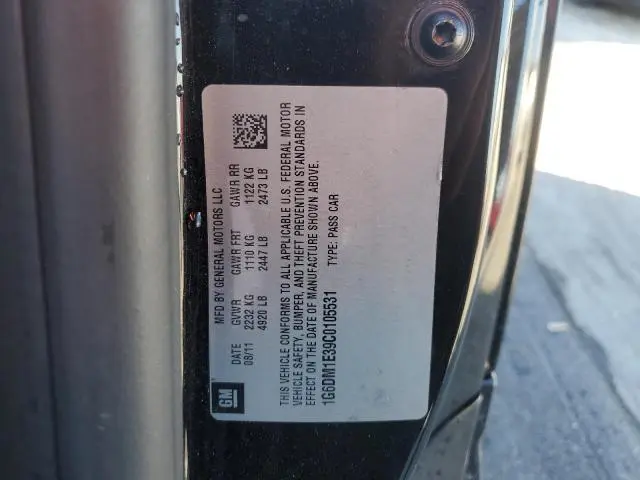 GM
MFD BY GENERAL MOTORS LLC
DATE GVWR GAWR FRT GAWR RR
08/11 2232 KG 1110 KG 1122 KG
4920 LB 2447 LB 2473 LB
THIS VEHICLE CONFORMS TO ALL APPLICABLE U.S. FEDERAL MOTOR
VEHICLE SAFETY, BUMPER, AND THEFT PREVENTION STANDARDS IN
EFFECT ON THE DATE OF MANUFACTURE SHOWN ABOVE.
1G6DM1E39C0105531 TYPE: PASS CAR